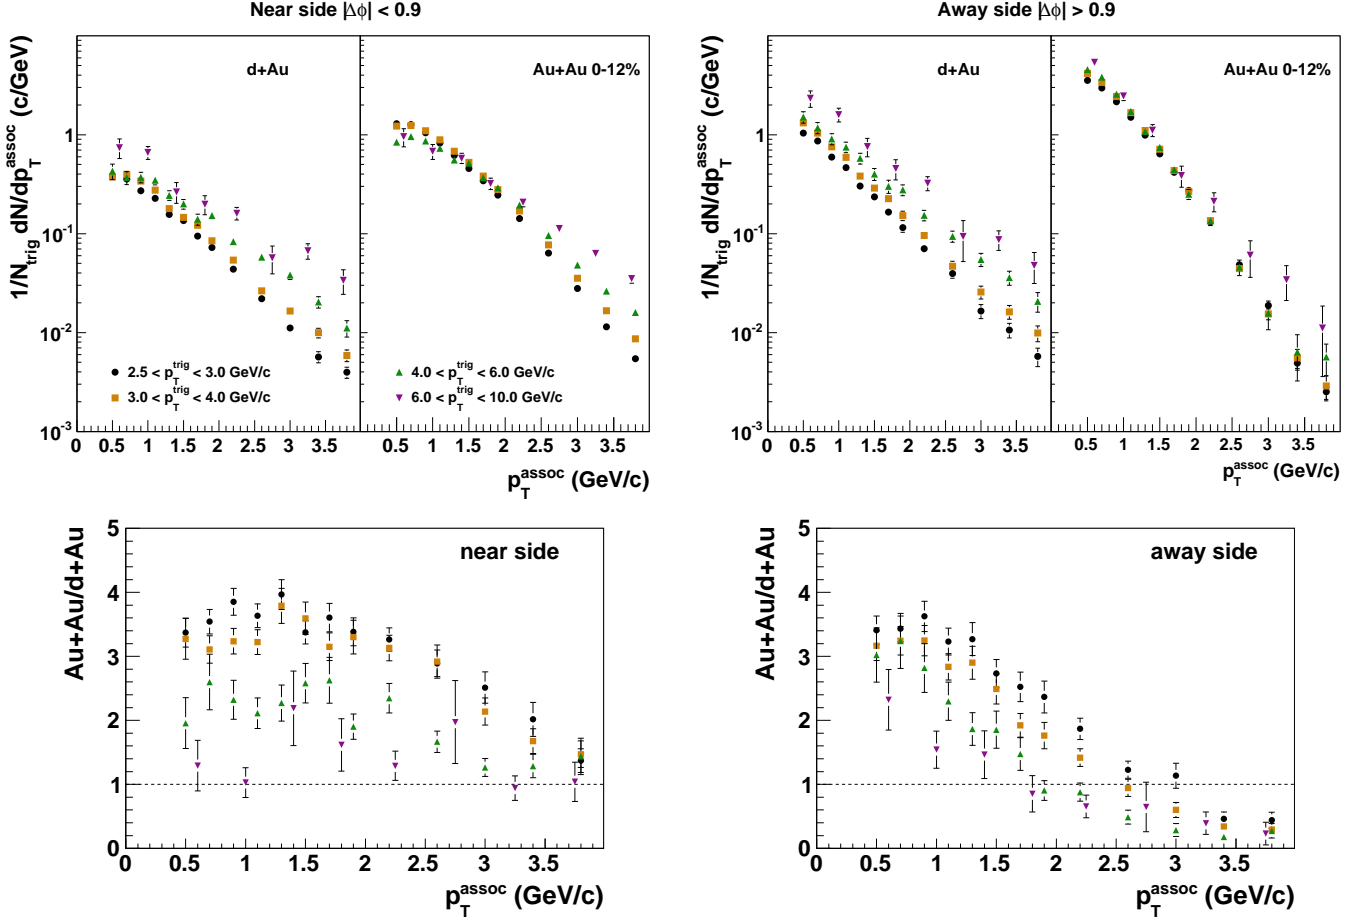 Near side |Δϕ| < 0.9
Away side |Δϕ| > 0.9
1/N_trig dN/dp_T^assoc (c/GeV)
d+Au
Au+Au 0-12%
1
10^-1
10^-2
10^-3
2.5 < p_T^trig < 3.0 GeV/c
3.0 < p_T^trig < 4.0 GeV/c
4.0 < p_T^trig < 6.0 GeV/c
6.0 < p_T^trig < 10.0 GeV/c
0 0.5 1 1.5 2 2.5 3 3.5
0.5 1 1.5 2 2.5 3 3.5
p_T^assoc (GeV/c)
1/N_trig dN/dp_T^assoc (c/GeV)
d+Au
Au+Au 0-12%
1
10^-1
10^-2
10^-3
0 0.5 1 1.5 2 2.5 3 3.5
0.5 1 1.5 2 2.5 3 3.5
p_T^assoc (GeV/c)
Au+Au/d+Au
near side
5
4
3
2
1
0
0 0.5 1 1.5 2 2.5 3 3.5
p_T^assoc (GeV/c)
Au+Au/d+Au
away side
5
4
3
2
1
0
0 0.5 1 1.5 2 2.5 3 3.5
p_T^assoc (GeV/c)